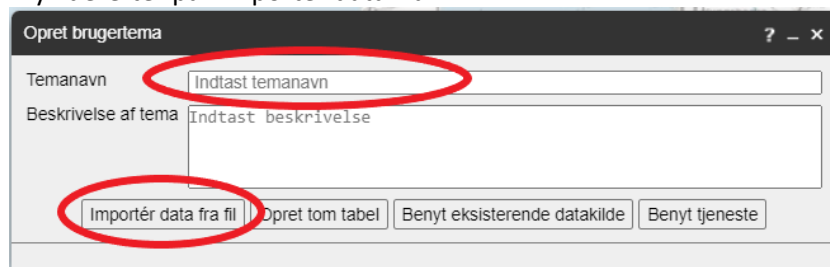 Opret brugertema ? – ×
Temanavn Indtast temanavn
Beskrivelse af tema Indtast beskrivelse
Importér data fra fil Opret tom tabel Benyt eksisterende datakilde Benyt tjeneste